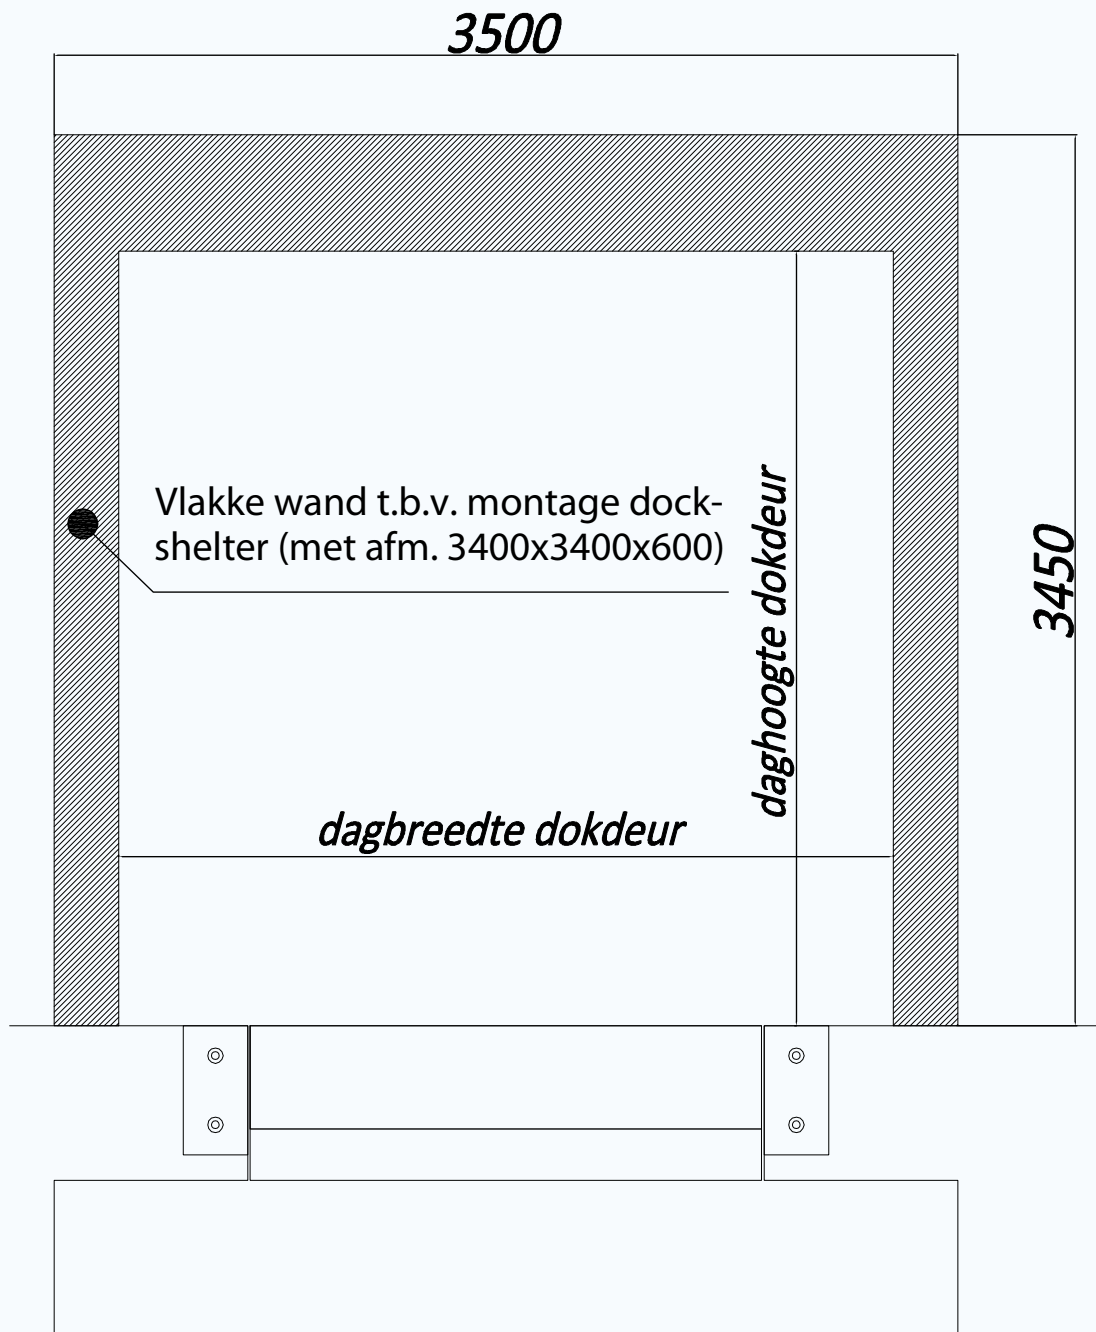 3500
Vlakke wand t.b.v. montage dock-
shelter (met afm. 3400x3400x600)
daghoogte dokdeur
3450
dagbreedte dokdeur